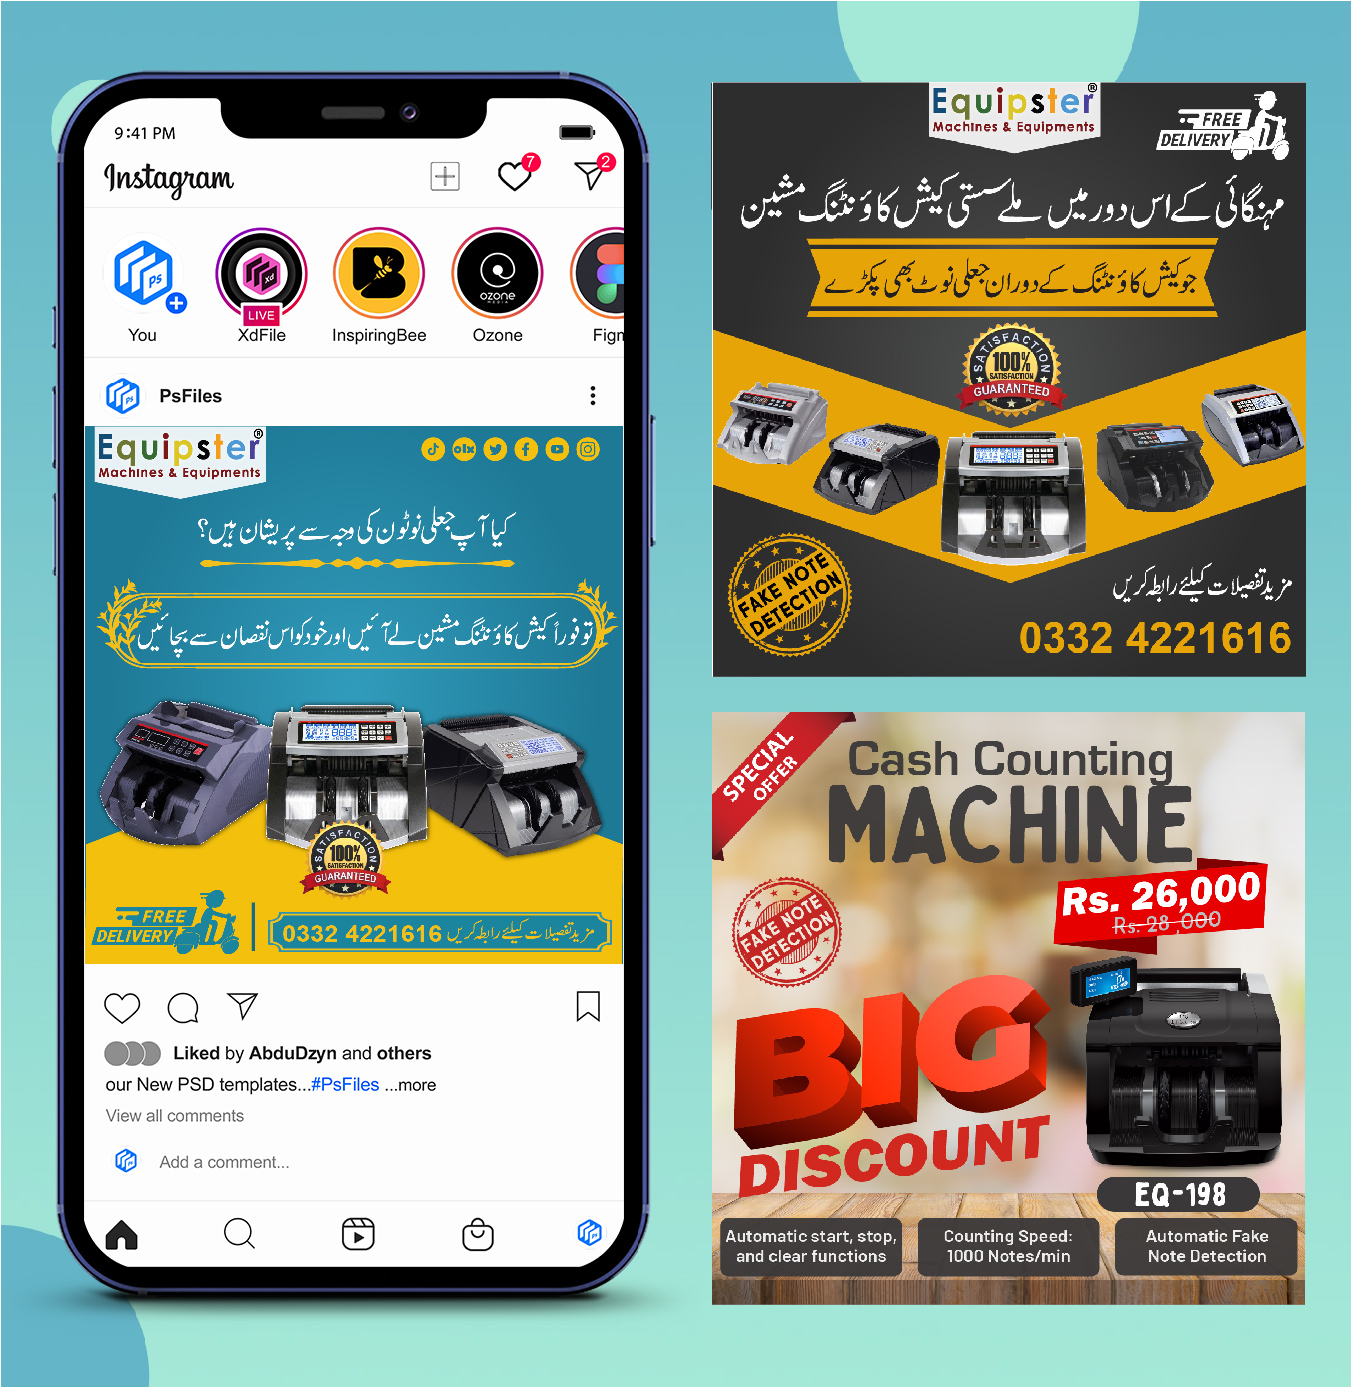 9:41 PM
Instagram
7
2
Ps
Xd
LIVE
B
ozone
MEDIA
You
XdFile
InspiringBee
Ozone
Figm
PsFiles
Equipster®
Machines & Equipments
olx
کیا آپ جعلی نوٹون کی وجہ سے پریشان ہیں؟
تو فوراً کیش کاؤنٹنگ مشین لے آئیں اور خود کو اس نقصان سے بچائیں
SATISFACTION
100%
SATISFACTION
GUARANTEED
FREE
DELIVERY
0332 4221616 مزید تفصیلات کیلئے رابطہ کریں
Liked by AbduDzyn and others
our New PSD templates...#PsFiles ...more
View all comments
Add a comment...
Equipster®
Machines & Equipments
FREE
DELIVERY
مہنگائی کے اس دور میں ملے سستی کیش کاؤنٹنگ مشین
جو کیش کاؤنٹنگ کے دوران جعلی نوٹ بھی پکڑے
SATISFACTION
100%
SATISFACTION
GUARANTEED
FAKE NOTE
DETECTION
مزید تفصیلات کیلئے رابطہ کریں
0332 4221616
SPECIAL
OFFER
Cash Counting
MACHINE
Rs. 26,000
Rs. 28 ,000
FAKE NOTE
DETECTION
BIG
DISCOUNT
EQ-198
Automatic start, stop,
and clear functions
Counting Speed:
1000 Notes/min
Automatic Fake
Note Detection